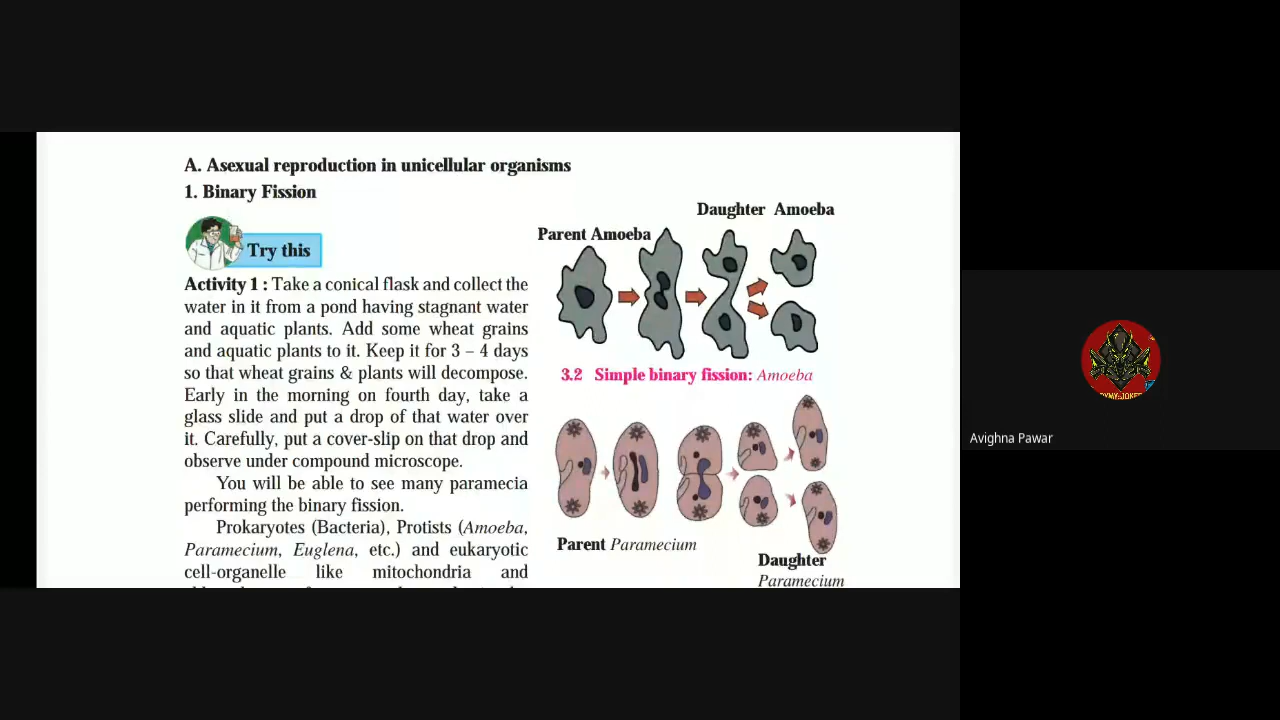 A. Asexual reproduction in unicellular organisms
1. Binary Fission
Try this
Activity 1 : Take a conical flask and collect the
water in it from a pond having stagnant water
and aquatic plants. Add some wheat grains
and aquatic plants to it. Keep it for 3 – 4 days
so that wheat grains & plants will decompose.
Early in the morning on fourth day, take a
glass slide and put a drop of that water over
it. Carefully, put a cover-slip on that drop and
observe under compound microscope.
You will be able to see many paramecia
performing the binary fission.
Prokaryotes (Bacteria), Protists (Amoeba,
Paramecium, Euglena, etc.) and eukaryotic
cell-organelle like mitochondria and
Daughter Amoeba
Parent Amoeba
3.2 Simple binary fission: Amoeba
Parent Paramecium
Daughter
Paramecium
Avighna Pawar